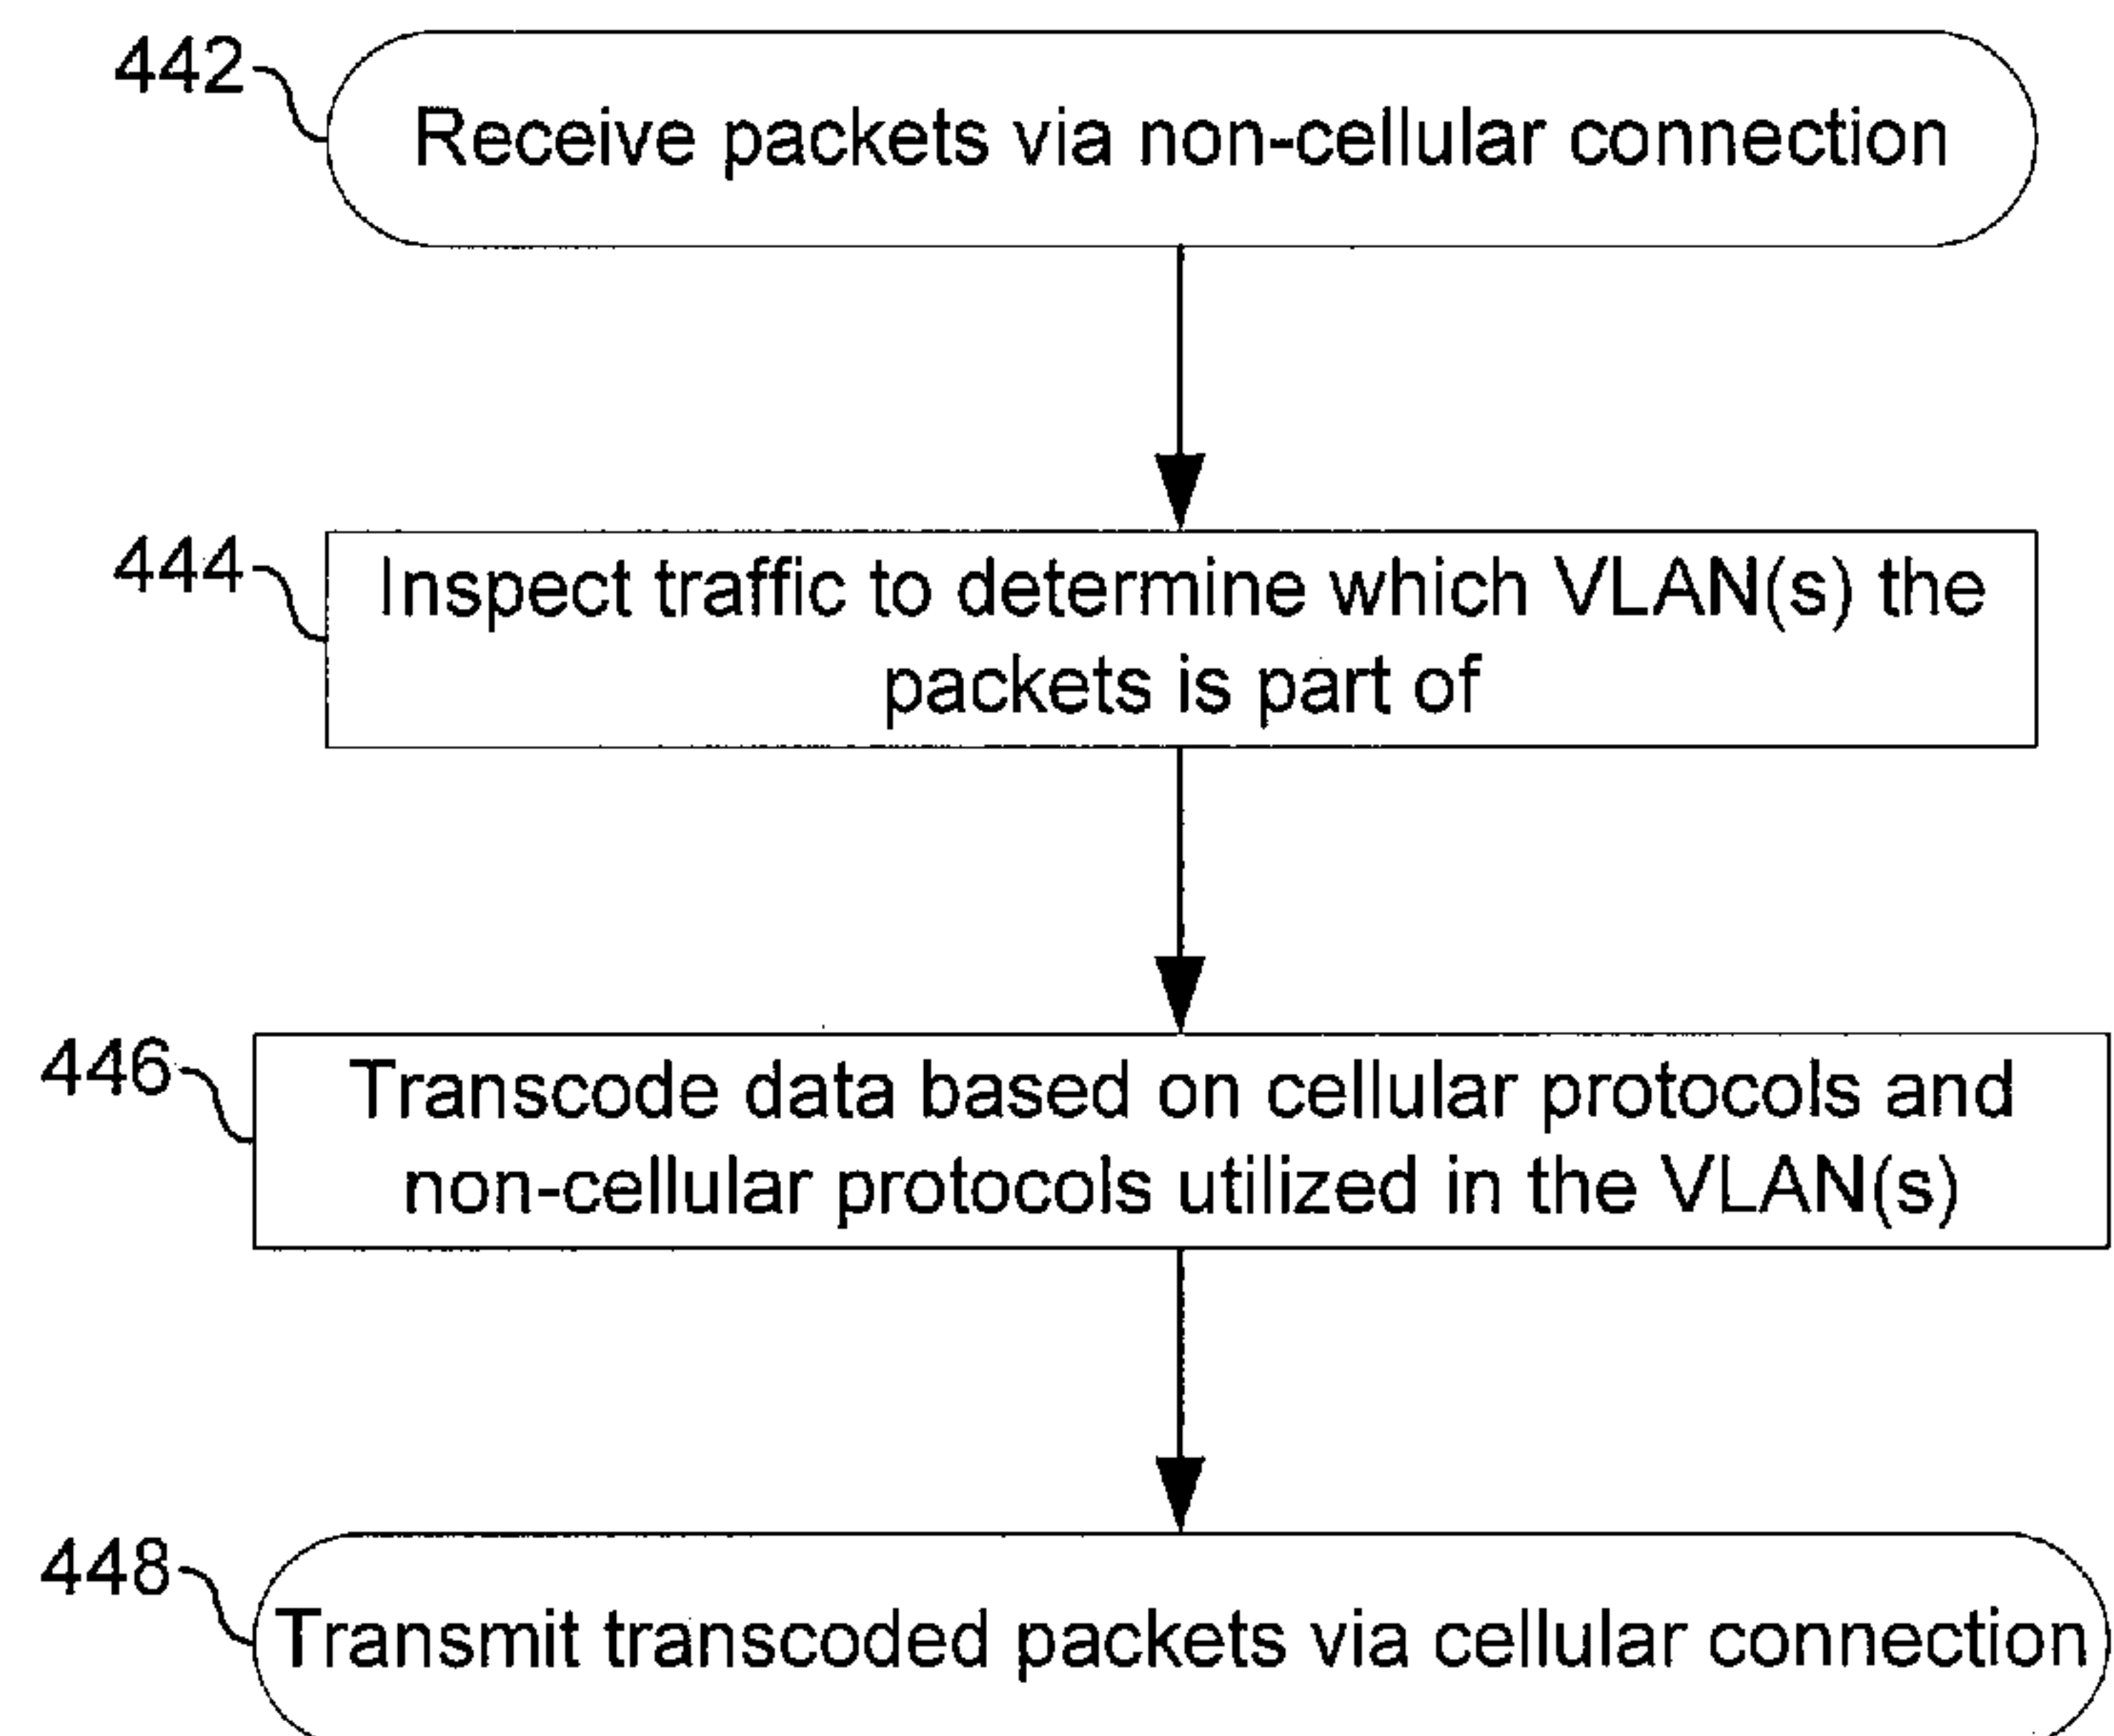 442
Receive packets via non-cellular connection
444
Inspect traffic to determine which VLAN(s) the
packets is part of
446
Transcode data based on cellular protocols and
non-cellular protocols utilized in the VLAN(s)
448
Transmit transcoded packets via cellular connection